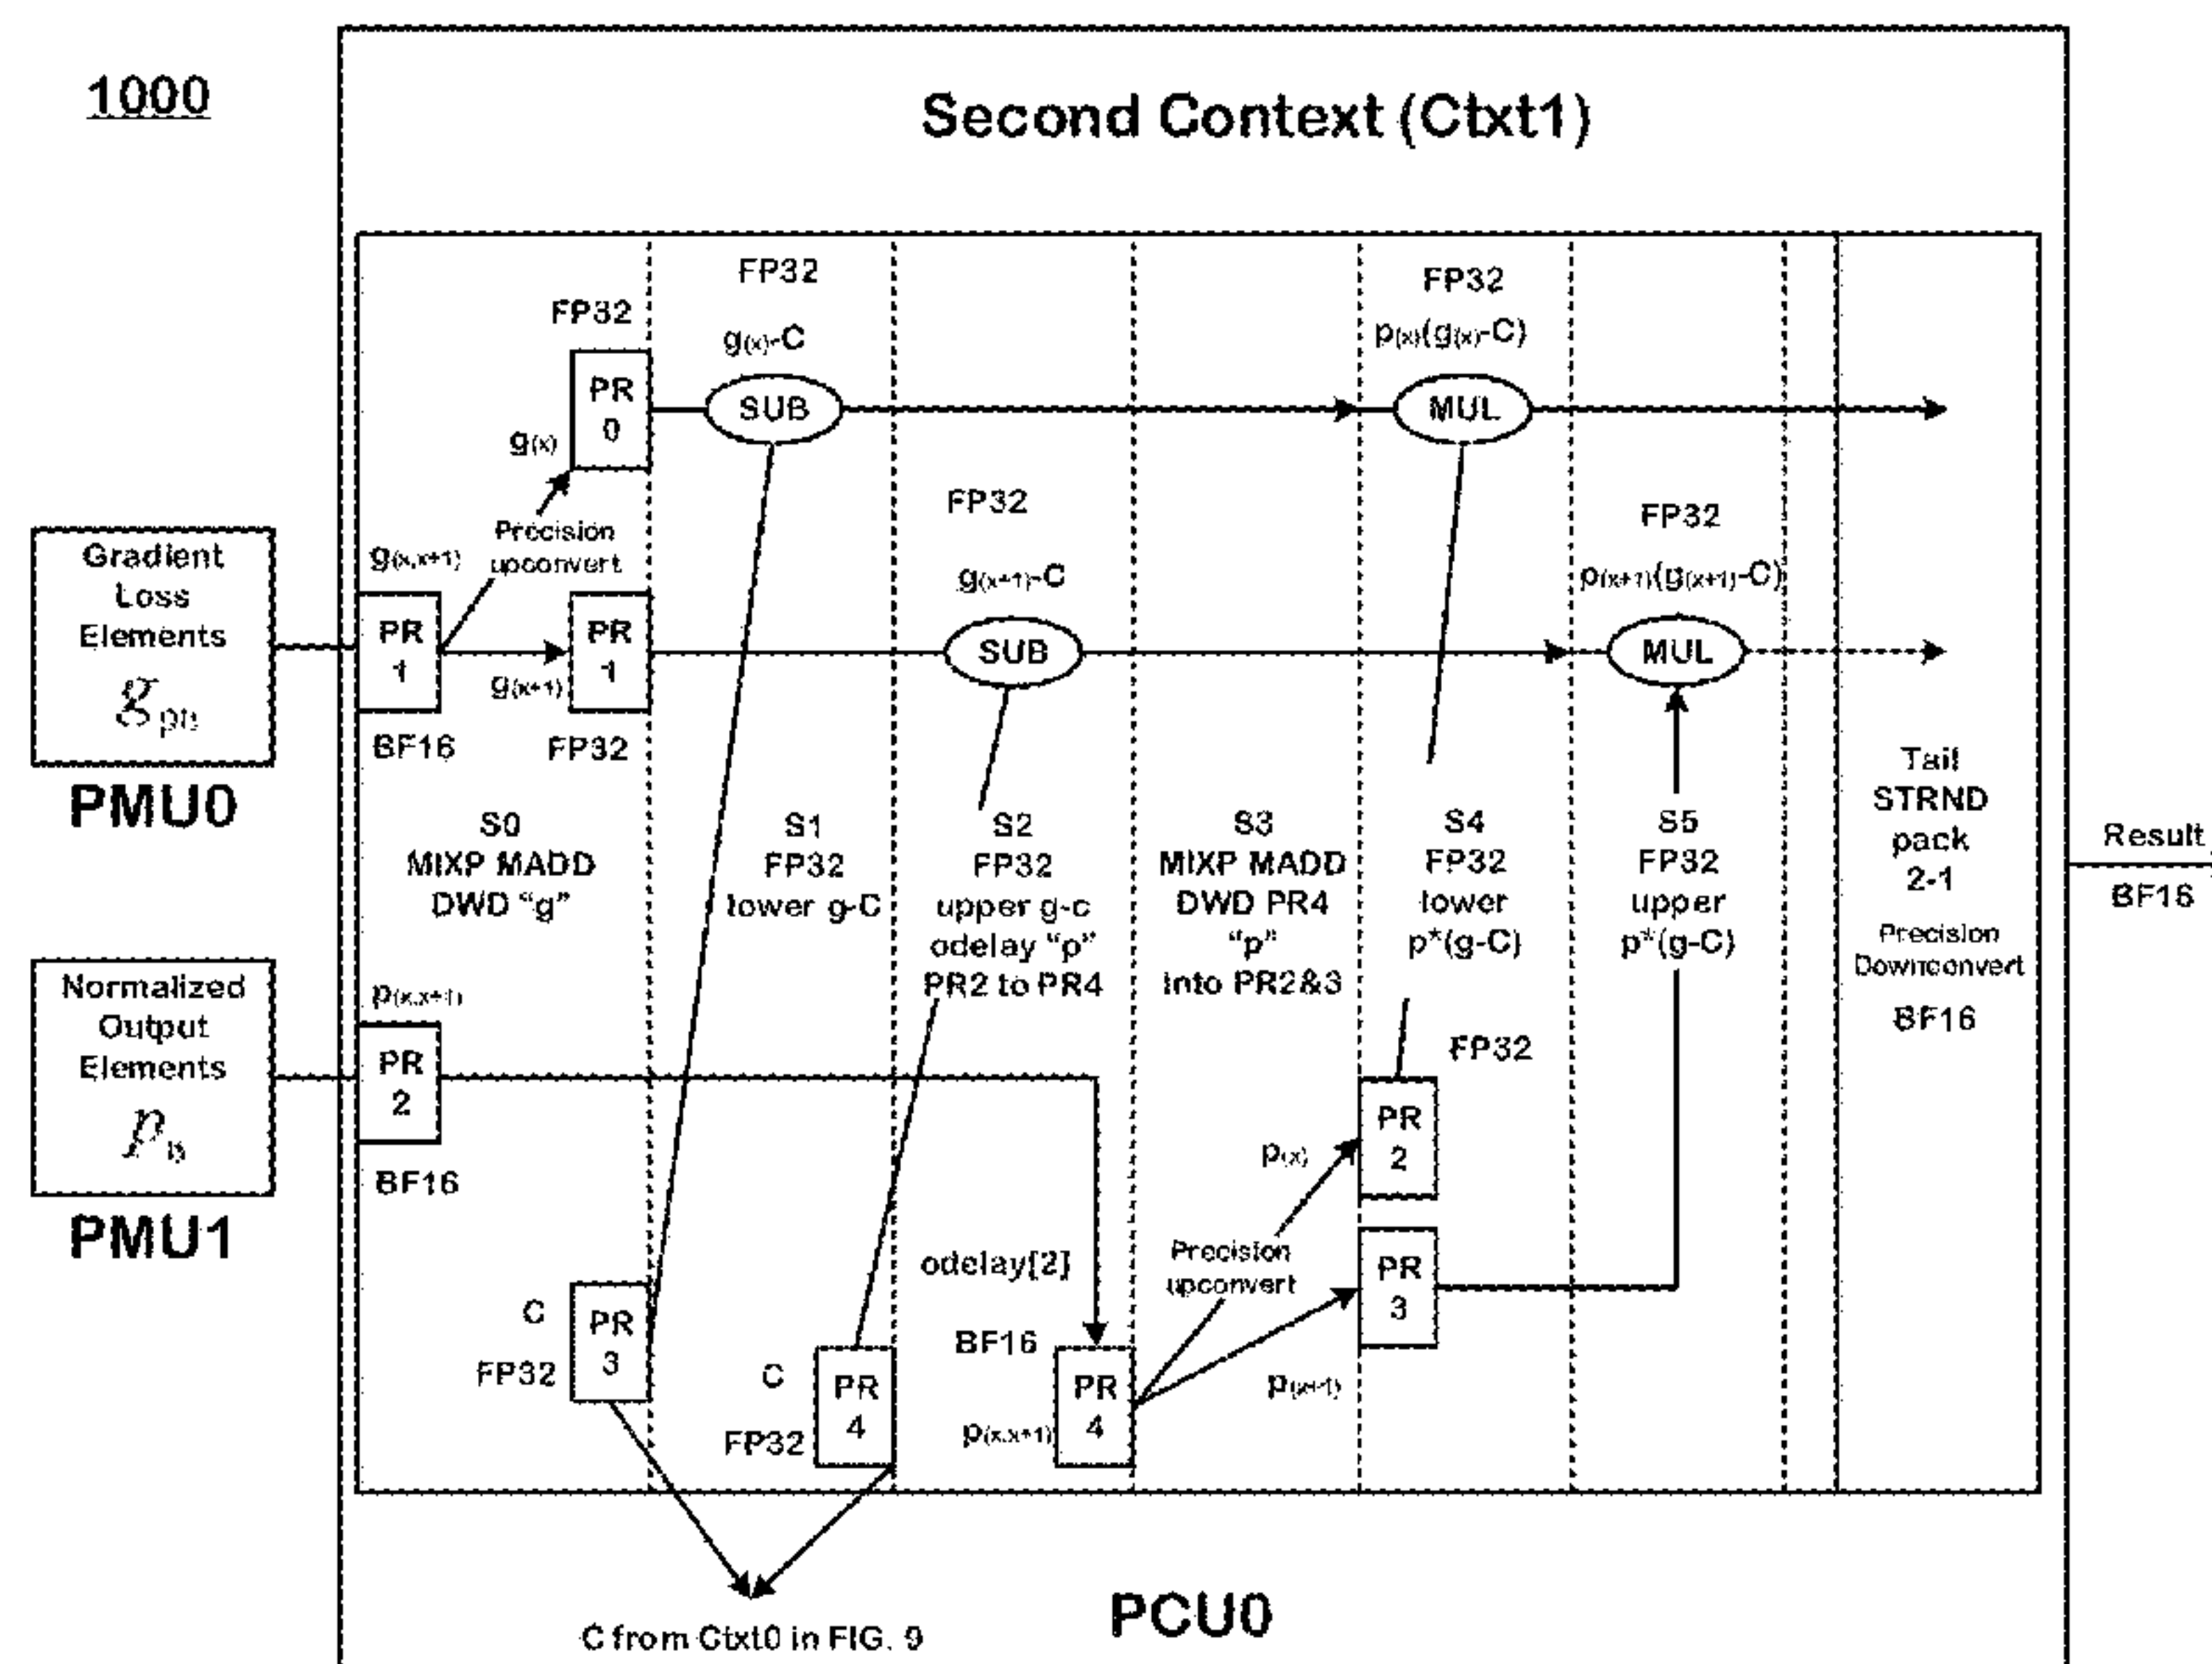 1000
Second Context (Ctxt1)
FP32
g(x)-C
SUB
FP32
PR
0
g(x)
Precision
upconvert
FP32
p(x)(g(x)-C)
MUL
Gradient
Loss
Elements
g
PMU0
g(x,x+1)
PR
1
BF16
g(x+1)
PR
1
FP32
FP32
g(x+1)-C
SUB
FP32
p(x+1)(g(x+1)-C)
MUL
S0
MIXP MADD
DWD "g"
S1
FP32
lower g-C
S2
FP32
upper g-c
odelay "p"
PR2 to PR4
S3
MIXP MADD
DWD PR4
"p"
into PR2&3
S4
FP32
lower
p*(g-C)
S5
FP32
upper
p*(g-C)
Tail
STRND
pack
2-1
Precision
Downconvert
BF16
Result
BF16
Normalized
Output
Elements
p
PMU1
p(x,x+1)
PR
2
BF16
C
FP32
PR
3
C
FP32
PR
4
odelay[2]
BF16
p(x,x+1)
PR
4
Precision
upconvert
p(x)
PR
2
FP32
p(x+1)
PR
3
C from Ctxt0 in FIG. 9
PCU0